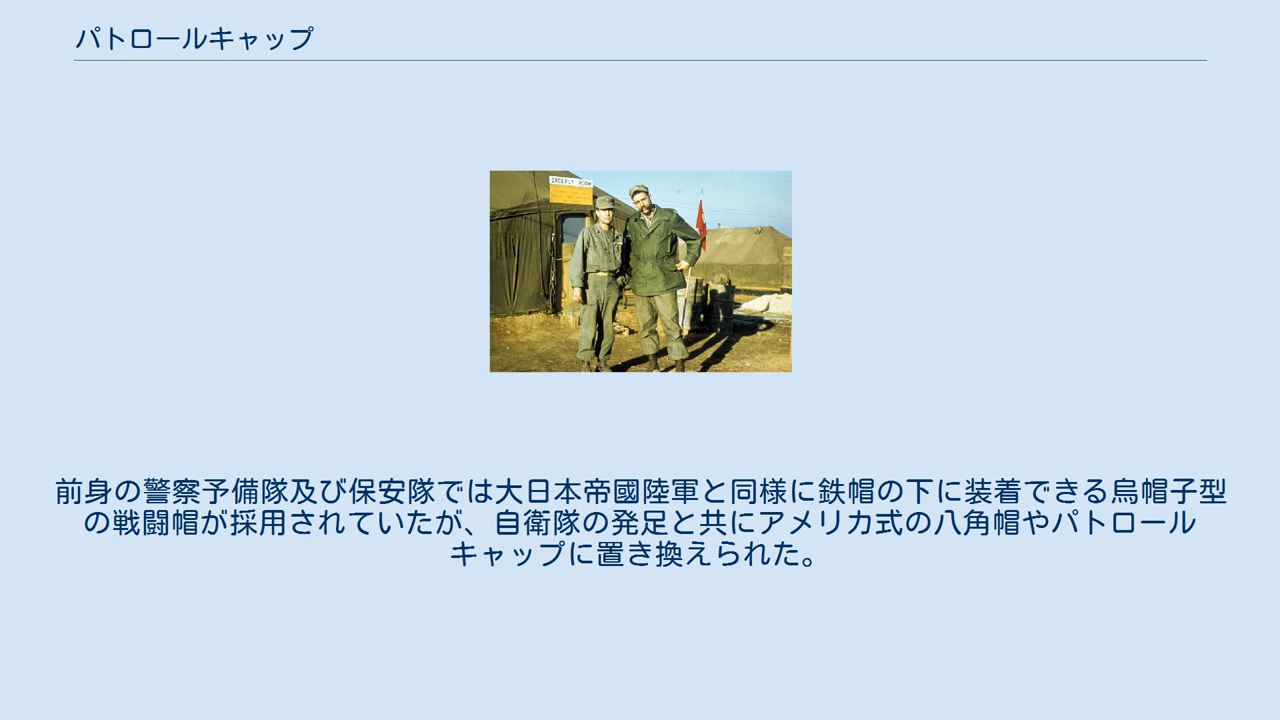 パトロールキャップ
ORDERLY ROOM
前身の警察予備隊及び保安隊では大日本帝國陸軍と同様に鉄帽の下に装着できる烏帽子型
の戦闘帽が採用されていたが、自衛隊の発足と共にアメリカ式の八角帽やパトロール
キャップに置き換えられた。